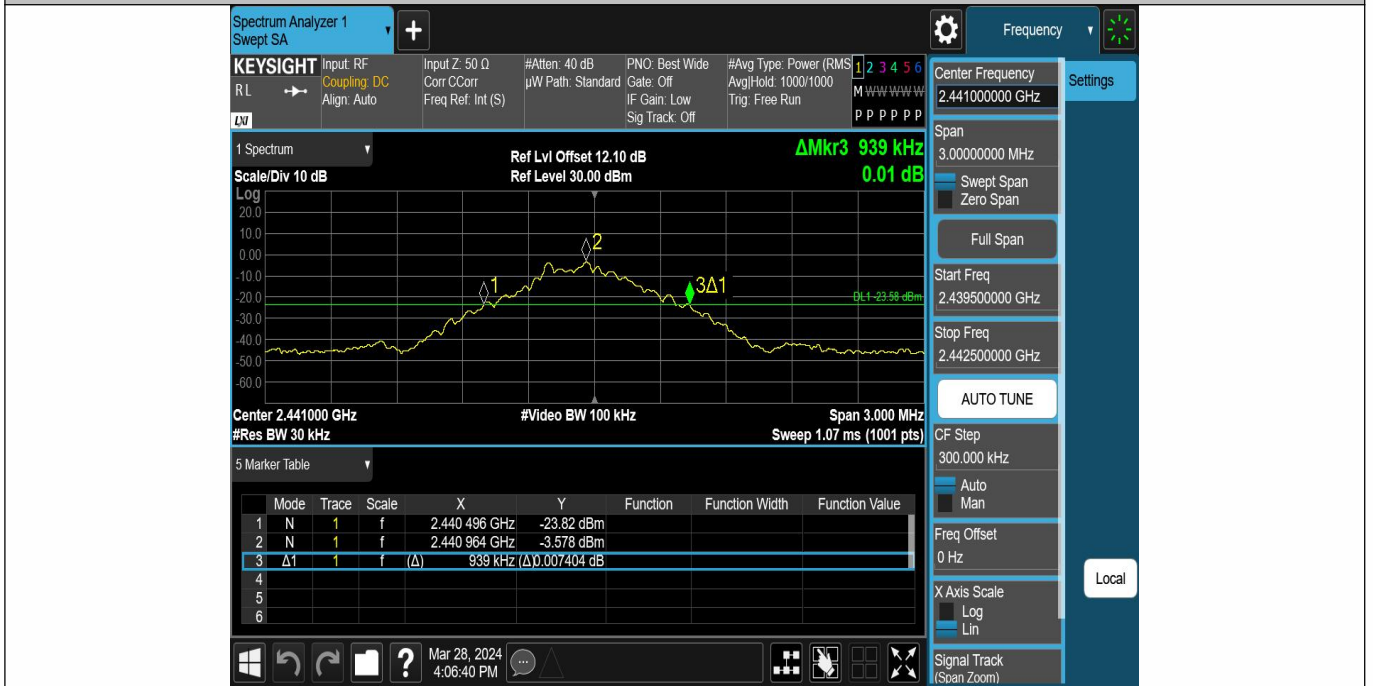 Spectrum Analyzer 1
Swept SA
+
Frequency
KEYSIGHT
RL
LXI
Input: RF
Coupling: DC
Align: Auto
Input Z: 50 Ω
Corr CCorr
Freq Ref: Int (S)
#Atten: 40 dB
µW Path: Standard
PNO: Best Wide
Gate: Off
IF Gain: Low
Sig Track: Off
#Avg Type: Power (RMS
Avg|Hold: 1000/1000
Trig: Free Run
1 2 3 4 5 6
M W W W W W
P P P P P P
1 Spectrum
Scale/Div 10 dB
Ref Lvl Offset 12.10 dB
Ref Level 30.00 dBm
ΔMkr3 939 kHz
0.01 dB
Log
20.0
10.0
0.00
-10.0
-20.0
-30.0
-40.0
-50.0
-60.0
1
2
3Δ1
DL1 -23.58 dBm
Center 2.441000 GHz
#Video BW 100 kHz
Span 3.000 MHz
#Res BW 30 kHz
Sweep 1.07 ms (1001 pts)
5 Marker Table
Mode Trace Scale X Y Function Function Width Function Value
1 N 1 f 2.440 496 GHz -23.82 dBm
2 N 1 f 2.440 964 GHz -3.578 dBm
3 Δ1 1 f (Δ) 939 kHz (Δ)0.007404 dB
4
5
6
?
Mar 28, 2024
4:06:40 PM
Center Frequency
2.441000000 GHz
Settings
Span
3.00000000 MHz
Swept Span
Zero Span
Full Span
Start Freq
2.439500000 GHz
Stop Freq
2.442500000 GHz
AUTO TUNE
CF Step
300.000 kHz
Auto
Man
Freq Offset
0 Hz
X Axis Scale
Log
Lin
Local
Signal Track
(Span Zoom)